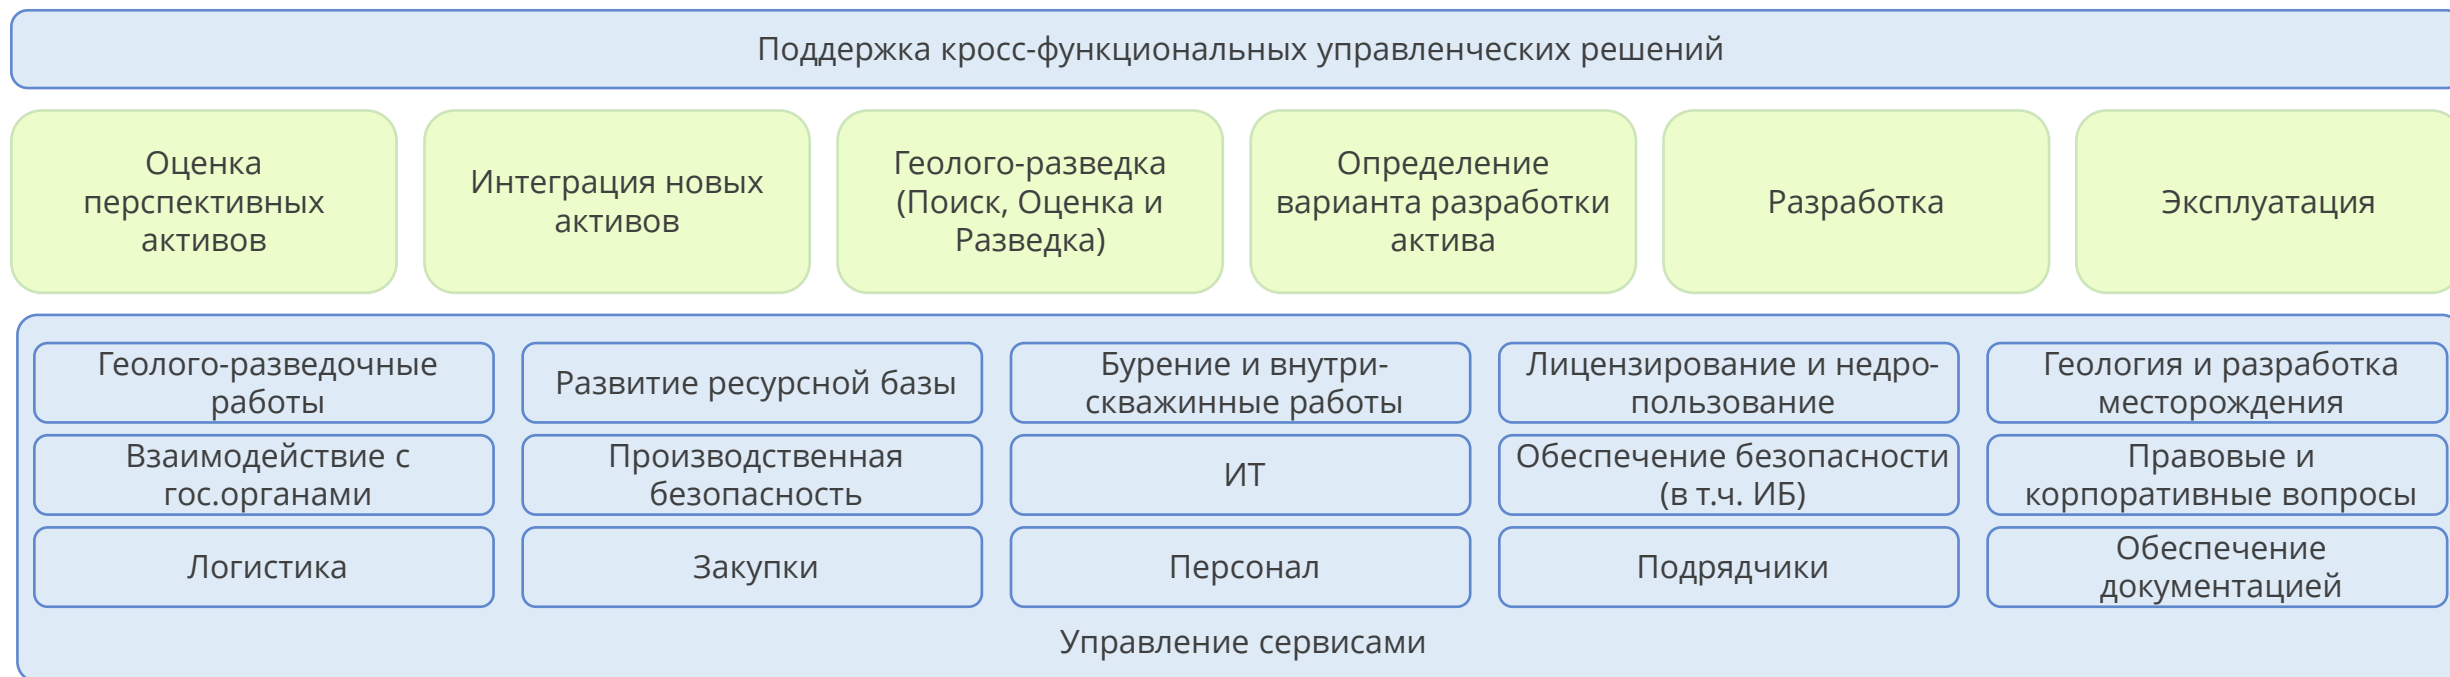 Поддержка кросс-функциональных управленческих решений
Оценка
перспективных
активов
Интеграция новых
активов
Геолого-разведка
(Поиск, Оценка и
Разведка)
Определение
варианта разработки
актива
Разработка
Эксплуатация
Геолого-разведочные
работы
Развитие ресурсной базы
Бурение и внутри-
скважинные работы
Лицензирование и недро-
пользование
Геология и разработка
месторождения
Взаимодействие с
гос.органами
Производственная
безопасность
ИТ
Обеспечение безопасности
(в т.ч. ИБ)
Правовые и
корпоративные вопросы
Логистика
Закупки
Персонал
Подрядчики
Обеспечение
документацией
Управление сервисами